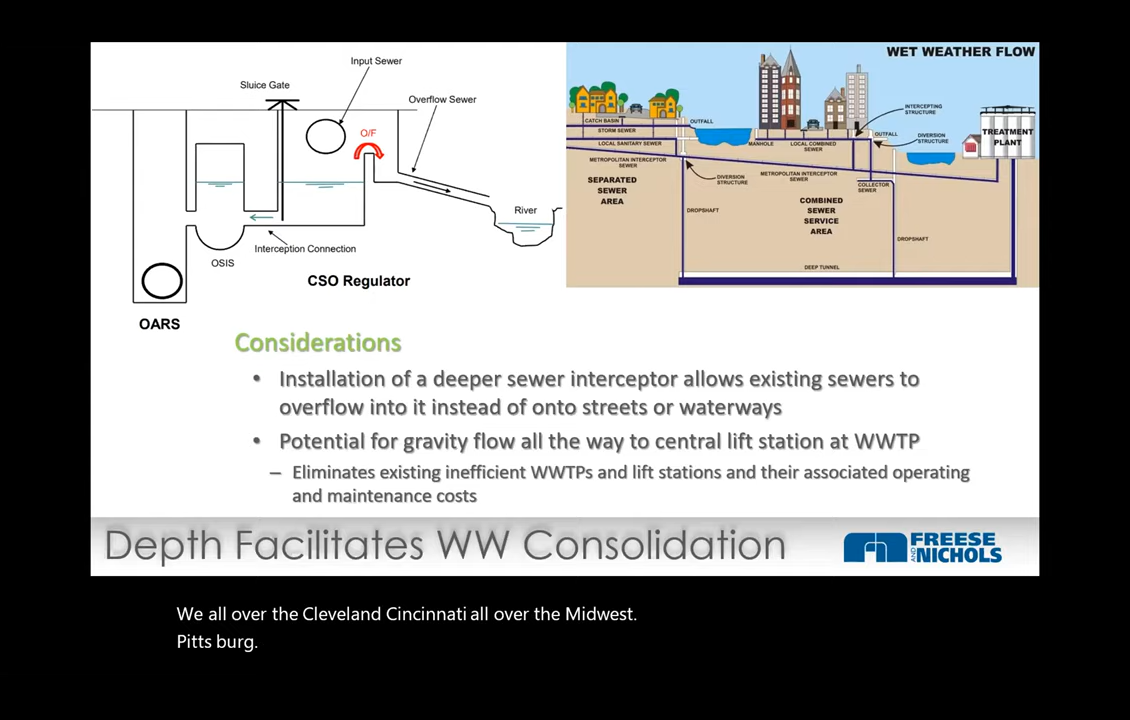 Input Sewer
Sluice Gate
Overflow Sewer
O/F
River
Interception Connection
OSIS
CSO Regulator
OARS
WET WEATHER FLOW
INTERCEPTING
STRUCTURE
OUTFALL
CATCH BASIN
STORM SEWER
OUTFALL
DIVERSION
STRUCTURE
TREATMENT
PLANT
LOCAL SANITARY SEWER
MANHOLE
LOCAL COMBINED
SEWER
METROPOLITAN INTERCEPTOR
SEWER
METROPOLITAN INTERCEPTOR
SEWER
DIVERSION
STRUCTURE
COLLECTOR
SEWER
SEPARATED
SEWER
AREA
COMBINED
SEWER
SERVICE
AREA
DROPSHAFT
DROPSHAFT
DEEP TUNNEL
Considerations
• Installation of a deeper sewer interceptor allows existing sewers to
overflow into it instead of onto streets or waterways
• Potential for gravity flow all the way to central lift station at WWTP
– Eliminates existing inefficient WWTPs and lift stations and their associated operating
and maintenance costs
Depth Facilitates WW Consolidation
FREESE
AND NICHOLS
We all over the Cleveland Cincinnati all over the Midwest.
Pitts burg.